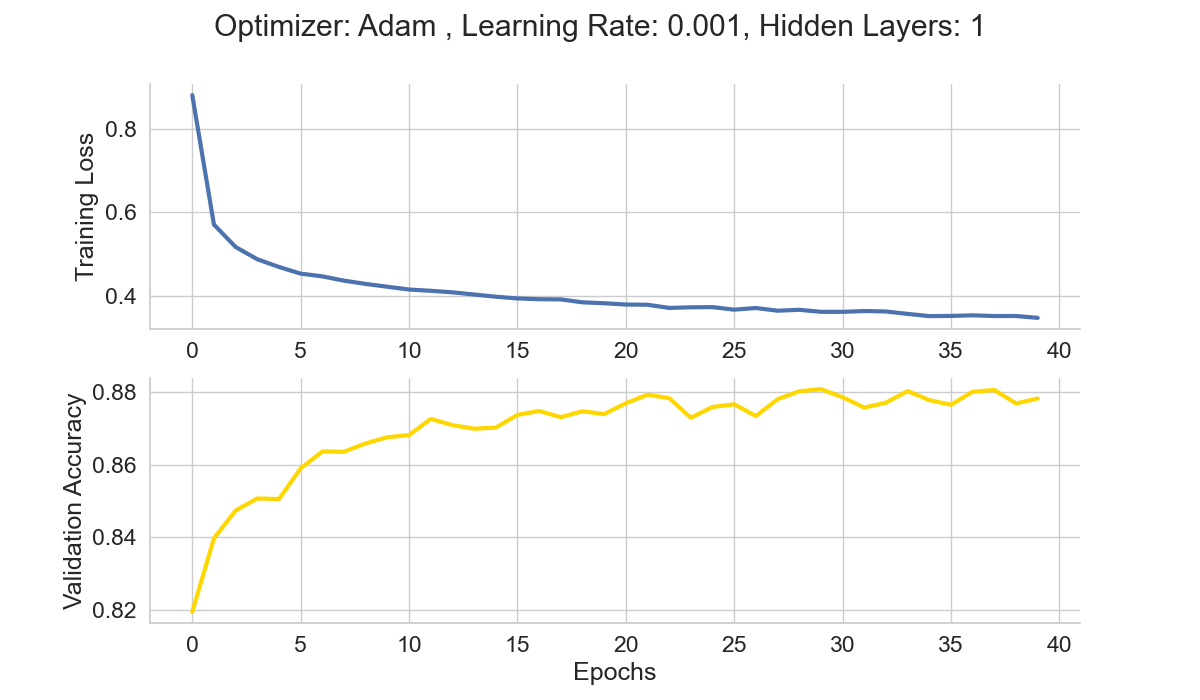 Optimizer: Adam , Learning Rate: 0.001, Hidden Layers: 1
Training Loss
0.8
0.6
0.4
0 5 10 15 20 25 30 35 40
Validation Accuracy
0.88
0.86
0.84
0.82
0 5 10 15 20 25 30 35 40
Epochs